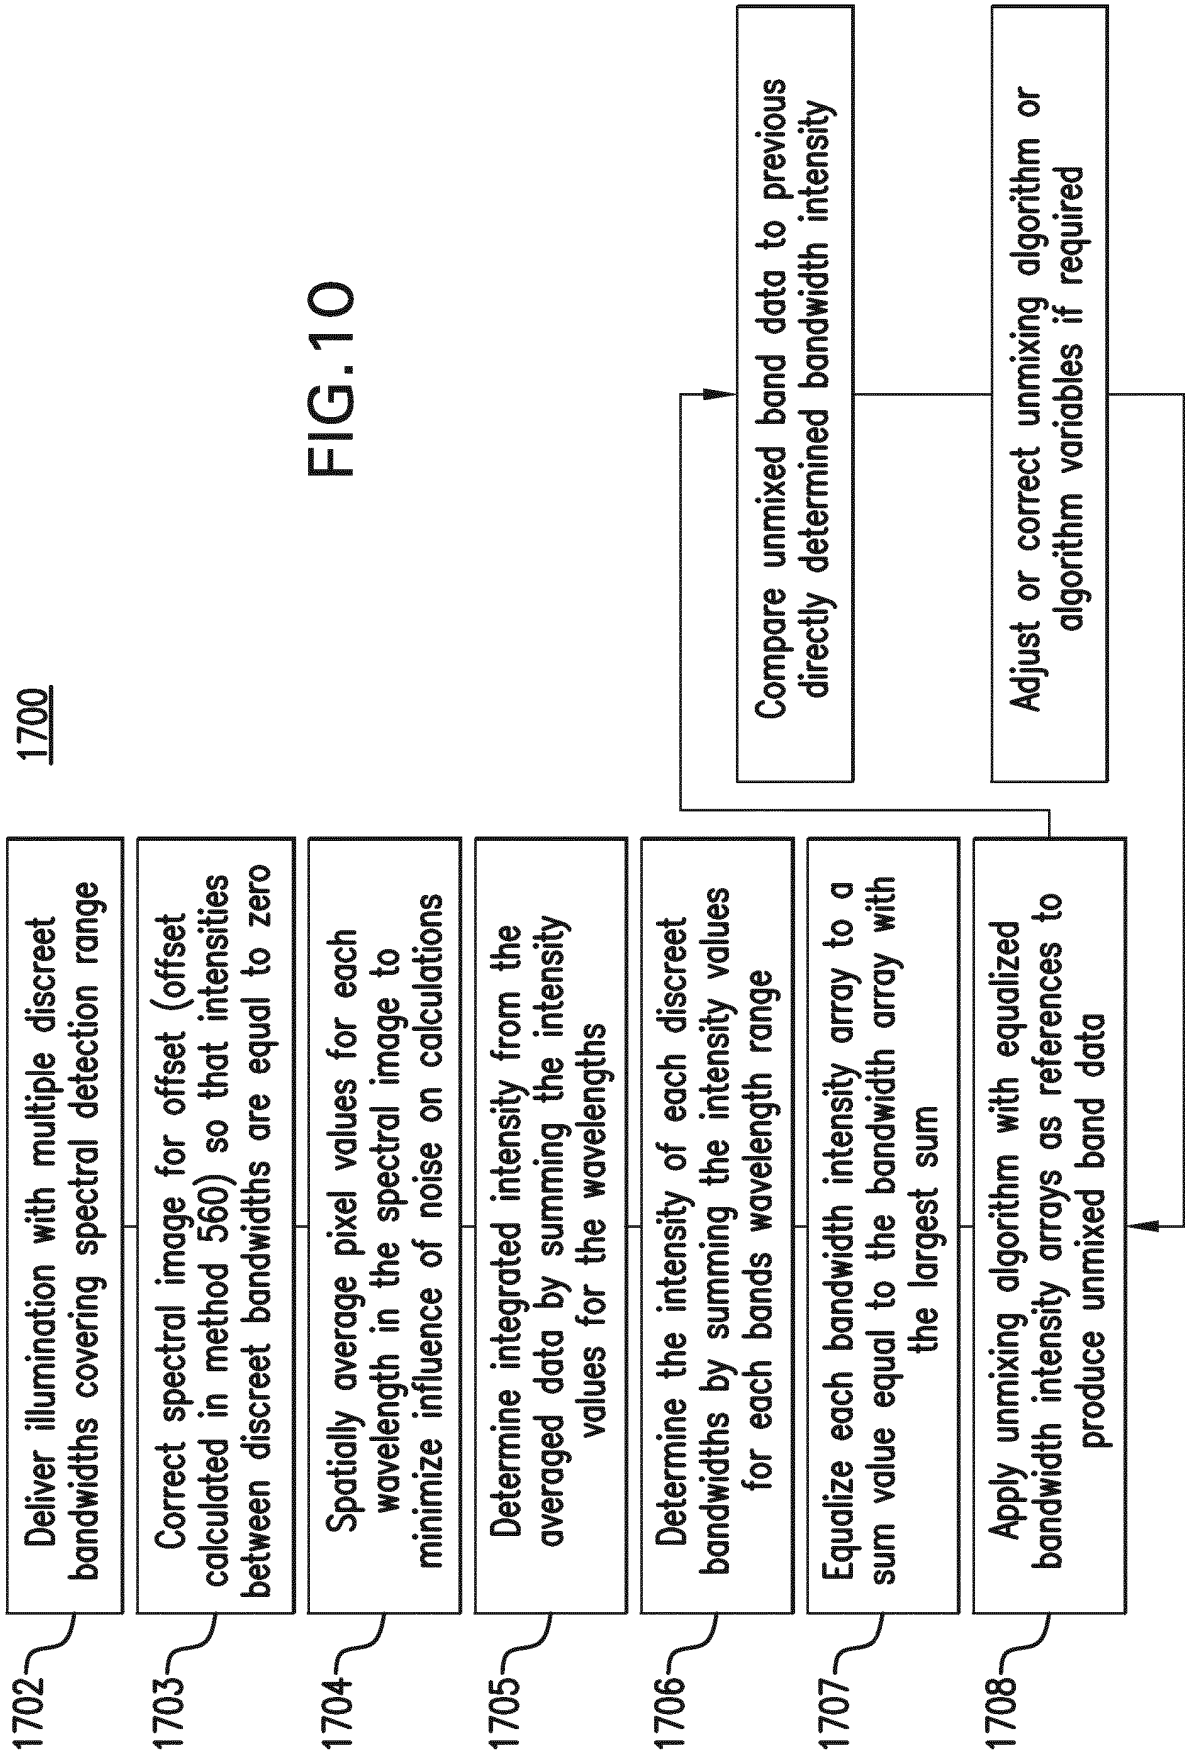 1700
1702
Deliver illumination with multiple discreet
bandwidths covering spectral detection range
1703
Correct spectral image for offset (offset
calculated in method 560) so that intensities
between discreet bandwidths are equal to zero
1704
Spatially average pixel values for each
wavelength in the spectral image to
minimize influence of noise on calculations
1705
Determine integrated intensity from the
averaged data by summing the intensity
values for the wavelengths
1706
Determine the intensity of each discreet
bandwidths by summing the intensity values
for each bands wavelength range
1707
Equalize each bandwidth intensity array to a
sum value equal to the bandwidth array with
the largest sum
1708
Apply unmixing algorithm with equalized
bandwidth intensity arrays as references to
produce unmixed band data
Compare unmixed band data to previous
directly determined bandwidth intensity
Adjust or correct unmixing algorithm or
algorithm variables if required
FIG.10